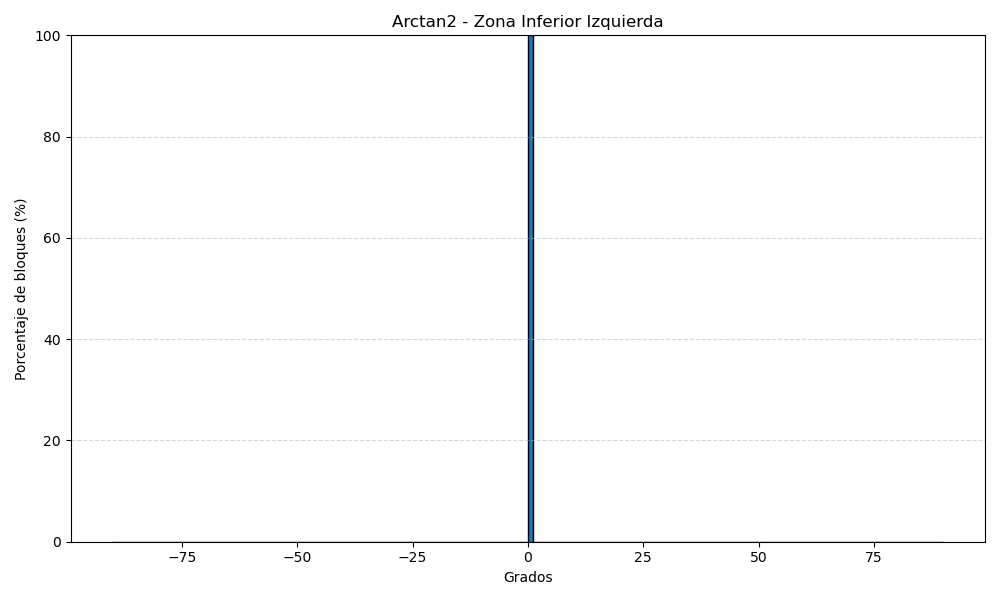 Arctan2 - Zona Inferior Izquierda
100
80
60
40
20
0
Porcentaje de bloques (%)
−75 −50 −25 0 25 50 75
Grados